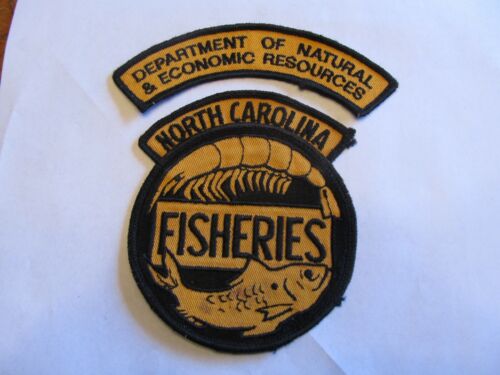 DEPARTMENT OF NATURAL
& ECONOMIC RESOURCES
NORTH CAROLINA
FISHERIES